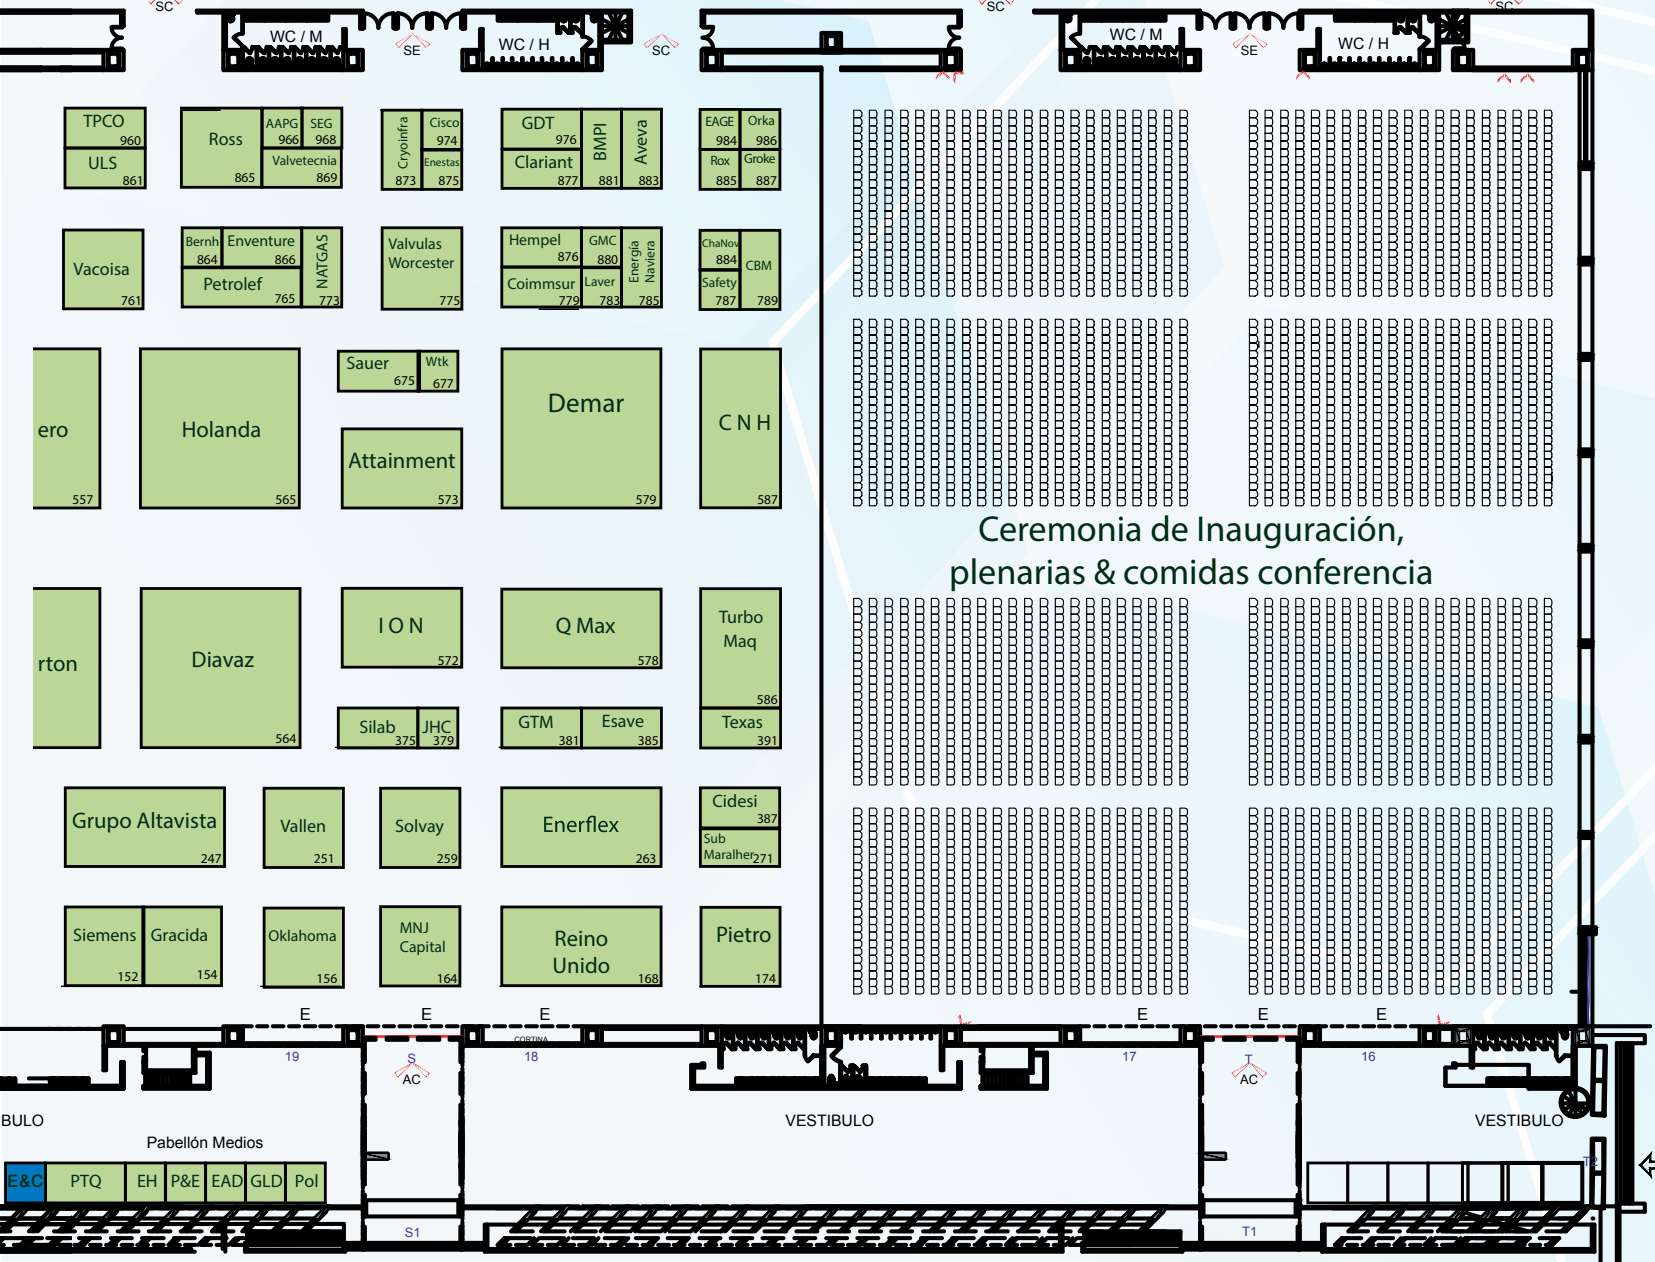 SC
SC
SC
WC / M
SE
WC / H
SC
WC / M
SE
WC / H
TPCO
960
ULS
861
Ross
865
AAPG
966
SEG
968
Valvetecnia
869
Cryoinfra
873
Cisco
974
Enestas
875
GDT
976
Clariant
877
BMPI
881
Aveva
883
EAGE
984
Orka
986
Rox
885
Groke
887
Vacoisa
761
Bernh
864
Enventure
866
Petrolef
765
NATGAS
773
Valvulas
Worcester
775
Hempel
876
GMC
880
Coimmsur
779
Laver
783
Energía
Naviera
785
ChaNov
884
Safety
787
CBM
789
ero
557
Holanda
565
Sauer
675
Wtk
677
Attainment
573
Demar
579
C N H
587
Ceremonia de Inauguración,
plenarias & comidas conferencia
rton
Diavaz
564
I O N
572
Q Max
578
Turbo
Maq
586
Silab
375
JHC
379
GTM
381
Esave
385
Texas
391
Grupo Altavista
247
Vallen
251
Solvay
259
Enerflex
263
Cidesi
387
Sub
Maralher
271
Siemens
152
Gracida
154
Oklahoma
156
MNJ
Capital
164
Reino
Unido
168
Pietro
174
E
E
E
E
E
E
19
S
AC
CORTINA
18
17
T
AC
16
BULO
VESTIBULO
VESTIBULO
Pabellón Medios
E&C
PTQ
EH
P&E
EAD
GLD
Pol
T2
S1
T1